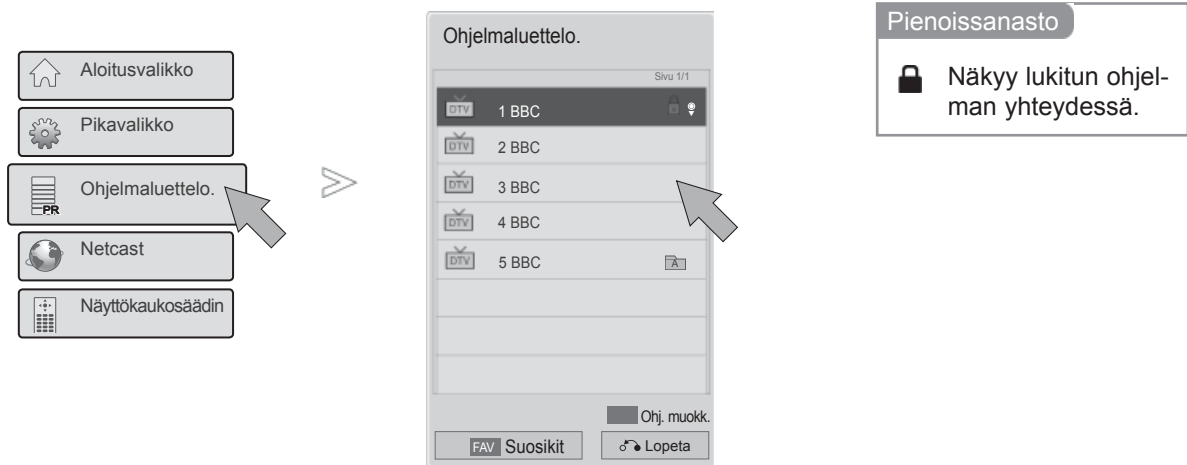 Aloitusvalikko
Pikavalikko
PR
Ohjelmaluettelo.
Netcast
Näyttökaukosäädin
Ohjelmaluettelo.
Sivu 1/1
DTV 1 BBC
DTV 2 BBC
DTV 3 BBC
DTV 4 BBC
DTV 5 BBC A
Ohj. muokk.
FAV Suosikit
Lopeta
Pienoissanasto
Näkyy lukitun ohjel-
man yhteydessä.